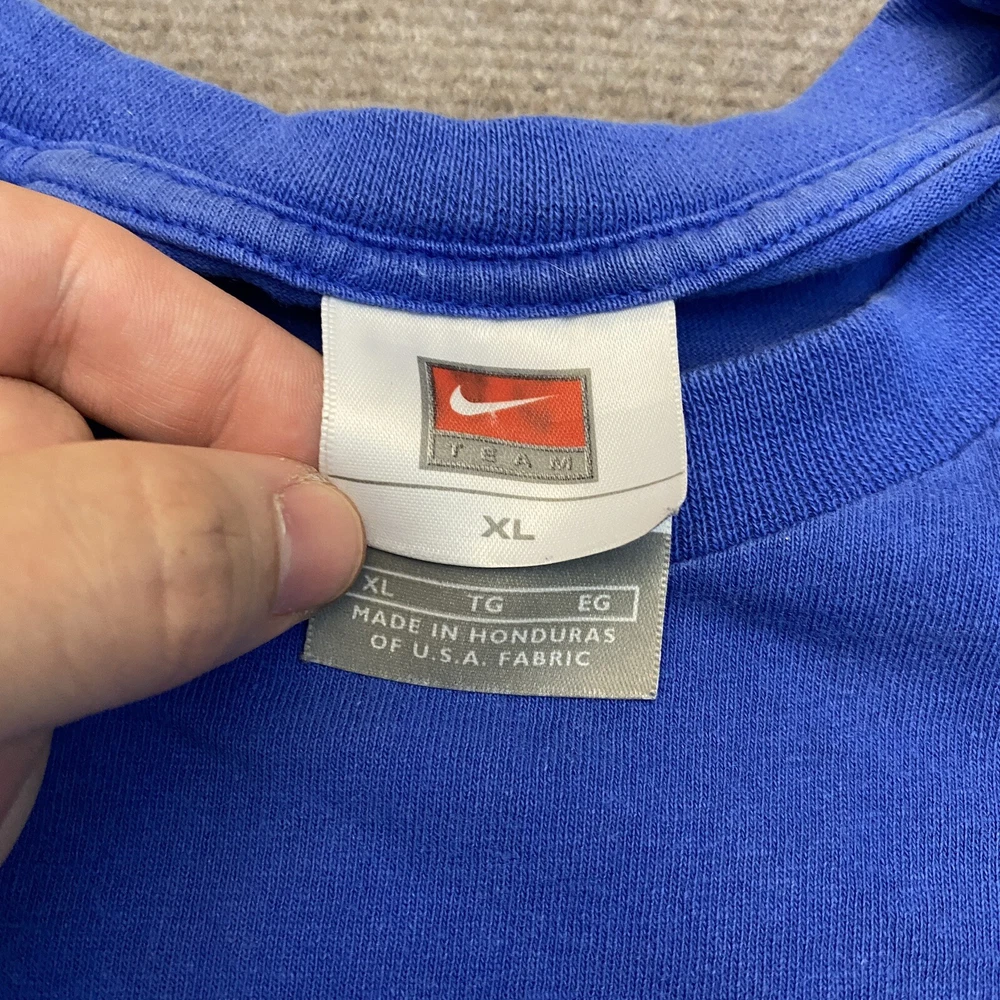 TEAM
XL
XL TG EG
MADE IN HONDURAS
OF U.S.A. FABRIC